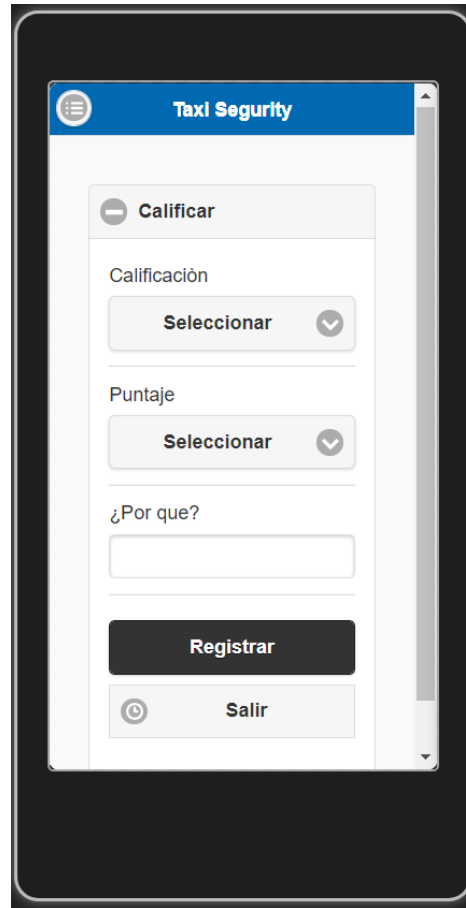 Taxi Segurity
Calificar
Calificaciòn
Seleccionar
Puntaje
Seleccionar
¿Por que?
Registrar
Salir